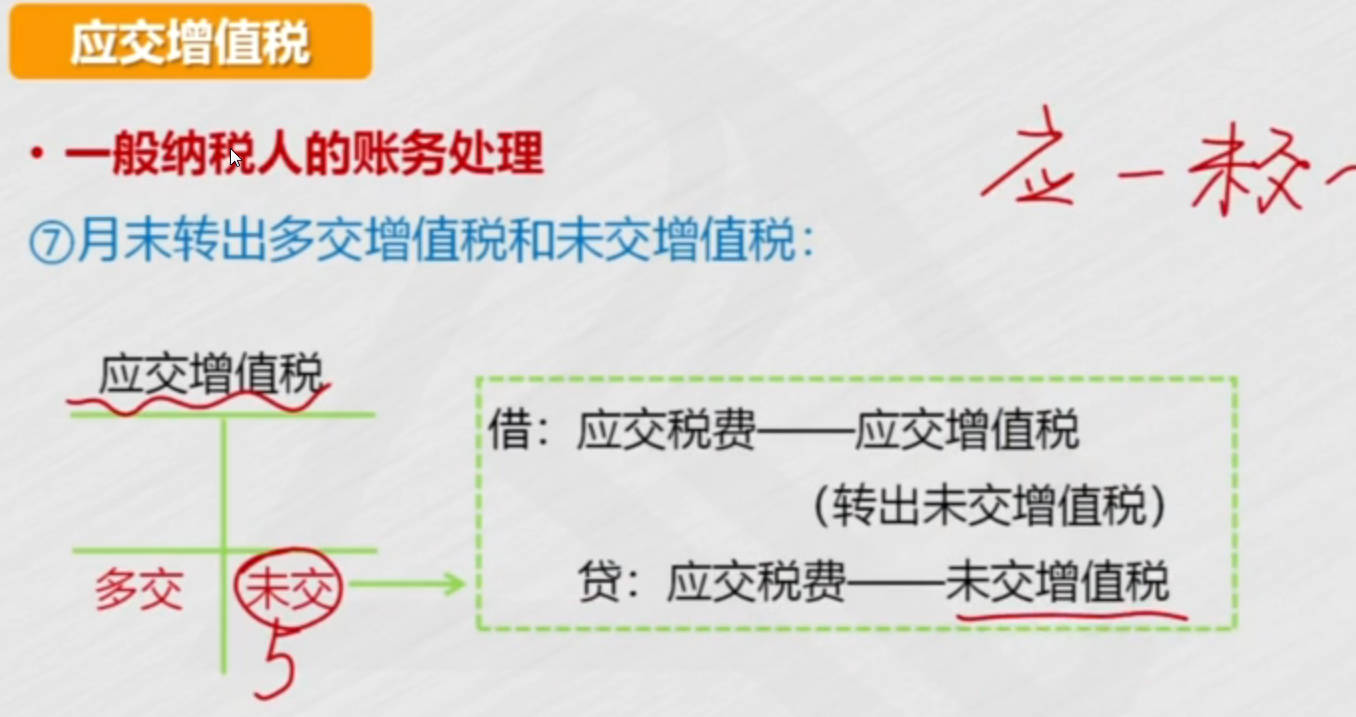 应交增值税
·一般纳税人的账务处理
应一未交
⑦月末转出多交增值税和未交增值税：
应交增值税
借：应交税费——应交增值税
（转出未交增值税）
多交 未交
贷：应交税费——未交增值税
5